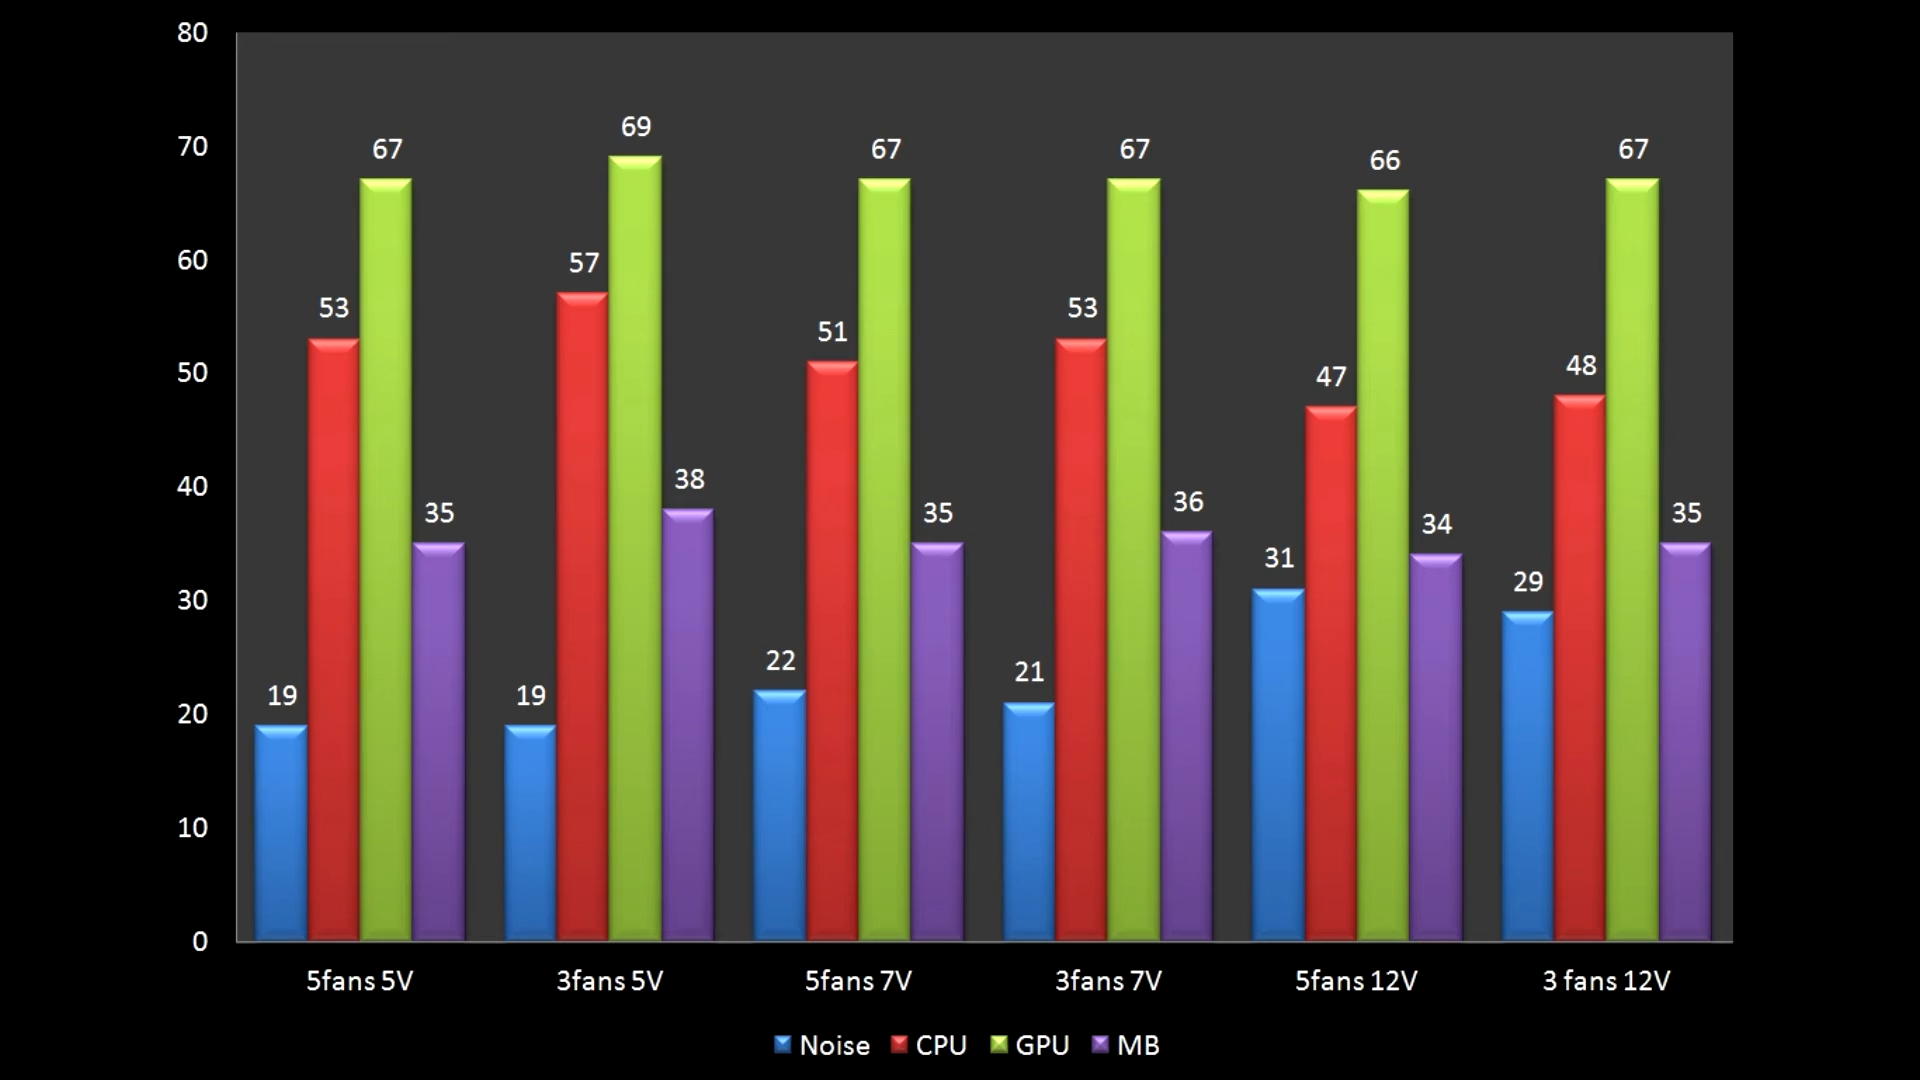 80
70
60
50
40
30
20
10
0
19 53 67 35
19 57 69 38
22 51 67 35
21 53 67 36
31 47 66 34
29 48 67 35
5fans 5V 3fans 5V 5fans 7V 3fans 7V 5fans 12V 3 fans 12V
Noise CPU GPU MB